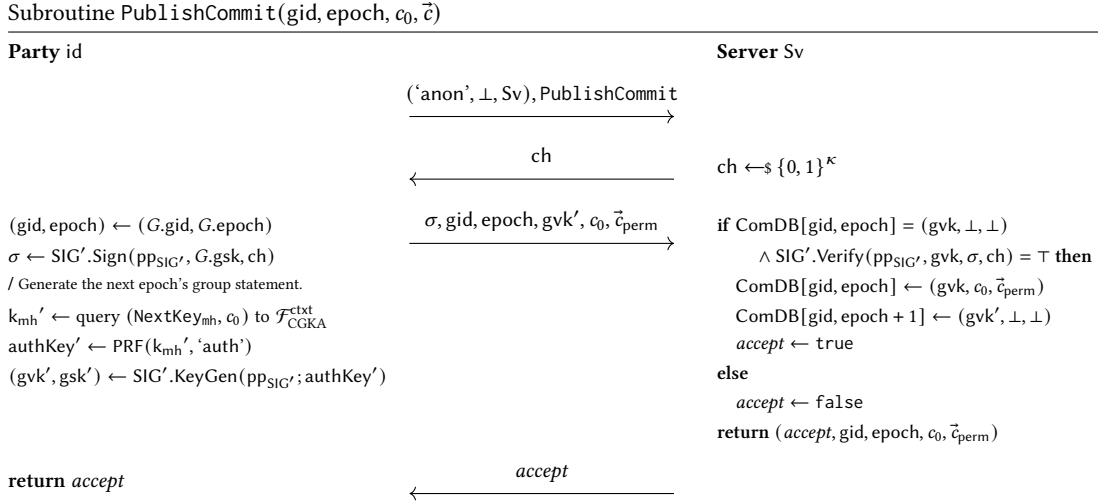 Subroutine PublishCommit(gid, epoch, c₀, c⃗)
Party id
Server Sv
(‘anon’, ⊥, Sv), PublishCommit
ch
ch ←$ {0, 1}^κ
(gid, epoch) ← (G.gid, G.epoch)
σ ← SIG′.Sign(pp_SIG′, G.gsk, ch)
/ Generate the next epoch’s group statement.
k_mh′ ← query (NextKey_mh, c₀) to ℱ^ctxt_CGKA
authKey′ ← PRF(k_mh′, ‘auth’)
(gvk′, gsk′) ← SIG′.KeyGen(pp_SIG′; authKey′)
σ, gid, epoch, gvk′, c₀, c⃗_perm
if ComDB[gid, epoch] = (gvk, ⊥, ⊥)
∧ SIG′.Verify(pp_SIG′, gvk, σ, ch) = ⊤ then
ComDB[gid, epoch] ← (gvk, c₀, c⃗_perm)
ComDB[gid, epoch + 1] ← (gvk′, ⊥, ⊥)
accept ← true
else
accept ← false
return (accept, gid, epoch, c₀, c⃗_perm)
accept
return accept